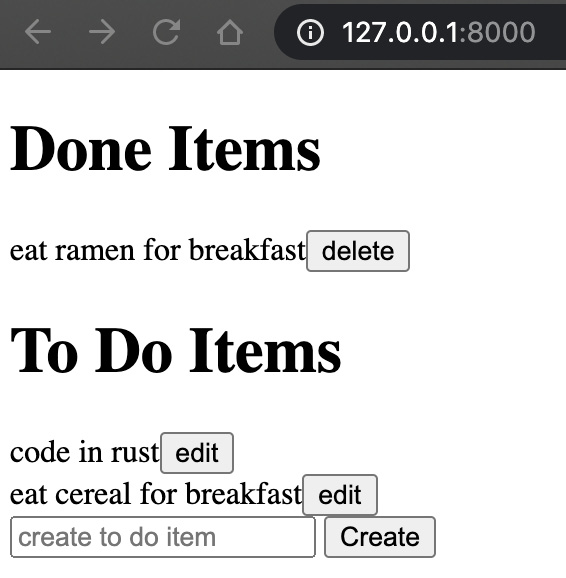 127.0.0.1:8000
Done Items
eat ramen for breakfast delete
To Do Items
code in rust edit
eat cereal for breakfast edit
create to do item Create